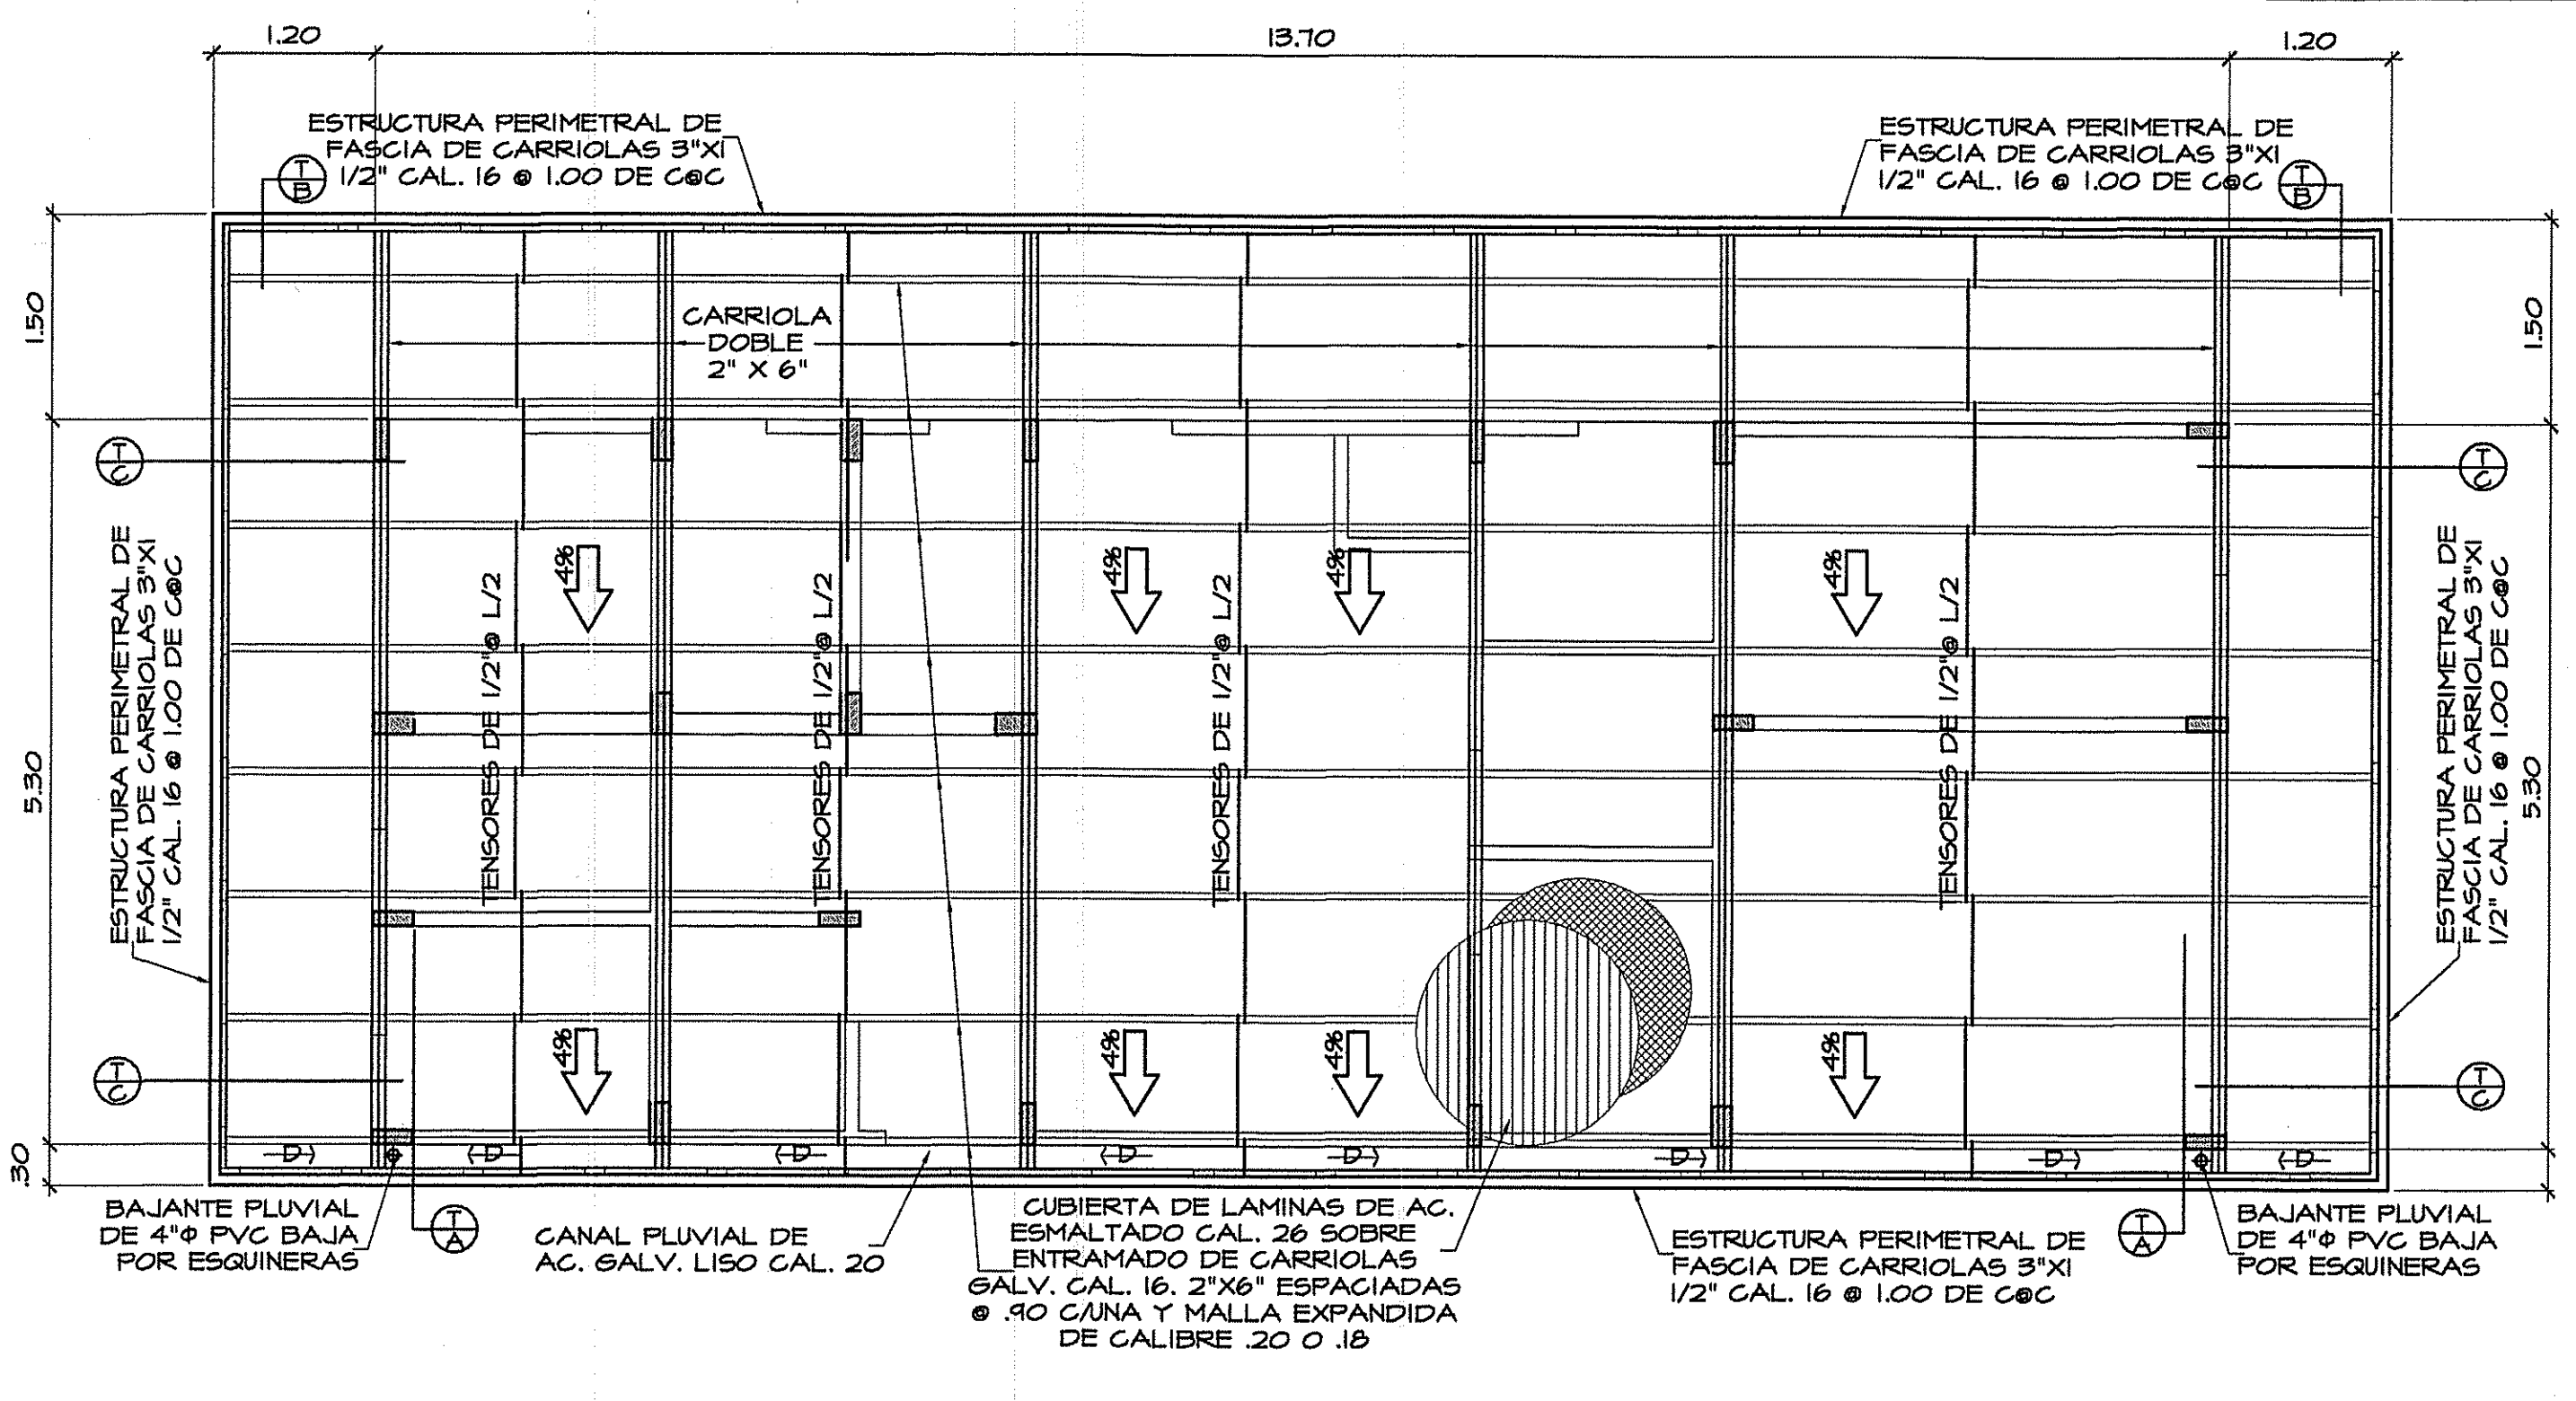 1.20
13.70
1.20
ESTRUCTURA PERIMETRAL DE
FASCIA DE CARRIOLAS 3"X1
1/2" CAL. 16 @ 1.00 DE C@C
T
B
ESTRUCTURA PERIMETRAL DE
FASCIA DE CARRIOLAS 3"X1
1/2" CAL. 16 @ 1.00 DE C@C
T
B
1.50
CARRIOLA
DOBLE
2" X 6"
1.50
T
C
T
C
ESTRUCTURA PERIMETRAL DE
FASCIA DE CARRIOLAS 3"X1
1/2" CAL. 16 @ 1.00 DE C@C
TENSORES DE 1/2"@ L/2
4%
TENSORES DE 1/2"@ L/2
4%
TENSORES DE 1/2"@ L/2
4%
4%
TENSORES DE 1/2"@ L/2
ESTRUCTURA PERIMETRAL DE
FASCIA DE CARRIOLAS 3"X1
1/2" CAL. 16 @ 1.00 DE C@C
5.30
5.30
T
C
4%
4%
4%
4%
T
C
.30
D
D
D
D
D
D
D
D
BAJANTE PLUVIAL
DE 4"Φ PVC BAJA
POR ESQUINERAS
T
A
CANAL PLUVIAL DE
AC. GALV. LISO CAL. 20
CUBIERTA DE LAMINAS DE AC.
ESMALTADO CAL. 26 SOBRE
ENTRAMADO DE CARRIOLAS
GALV. CAL. 16. 2"X6" ESPACIADAS
@ .90 C/UNA Y MALLA EXPANDIDA
DE CALIBRE .20 O .18
ESTRUCTURA PERIMETRAL DE
FASCIA DE CARRIOLAS 3"X1
1/2" CAL. 16 @ 1.00 DE C@C
T
A
BAJANTE PLUVIAL
DE 4"Φ PVC BAJA
POR ESQUINERAS